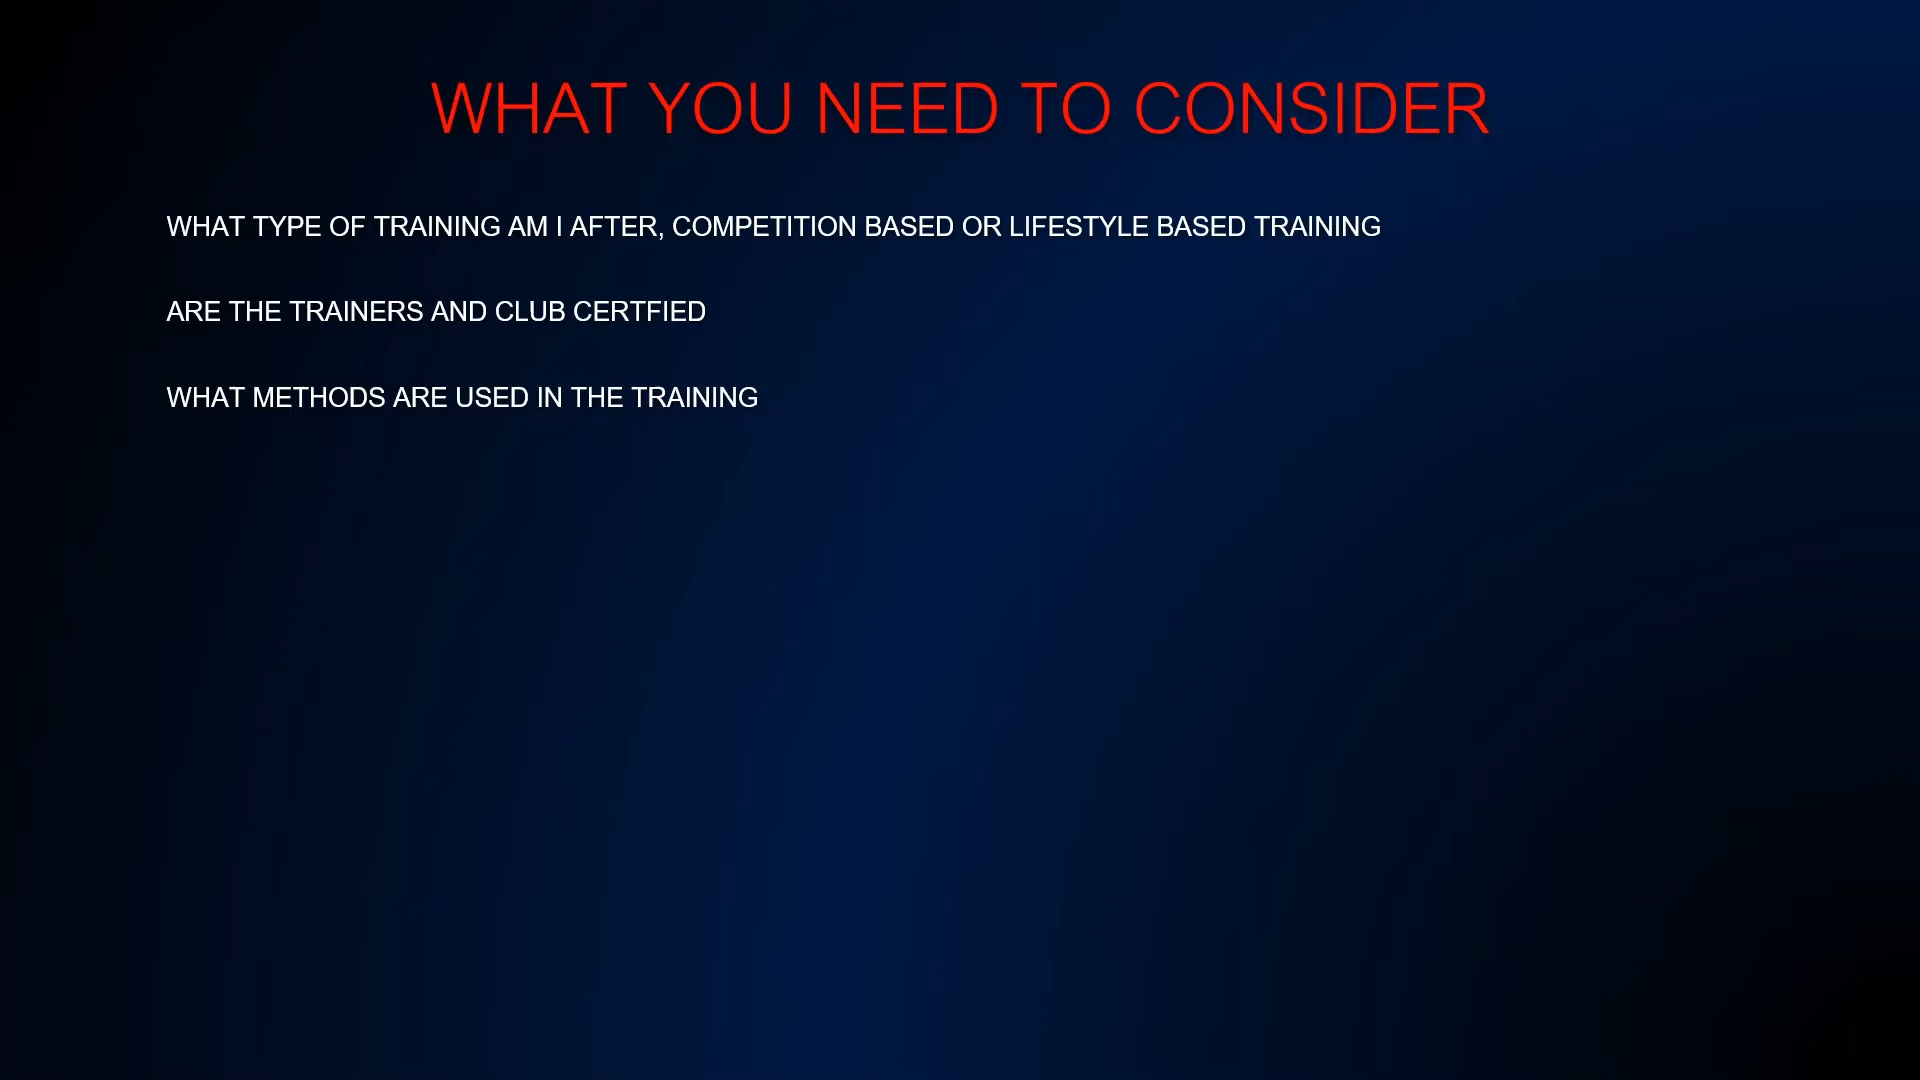 WHAT YOU NEED TO CONSIDER
WHAT TYPE OF TRAINING AM I AFTER, COMPETITION BASED OR LIFESTYLE BASED TRAINING
ARE THE TRAINERS AND CLUB CERTFIED
WHAT METHODS ARE USED IN THE TRAINING